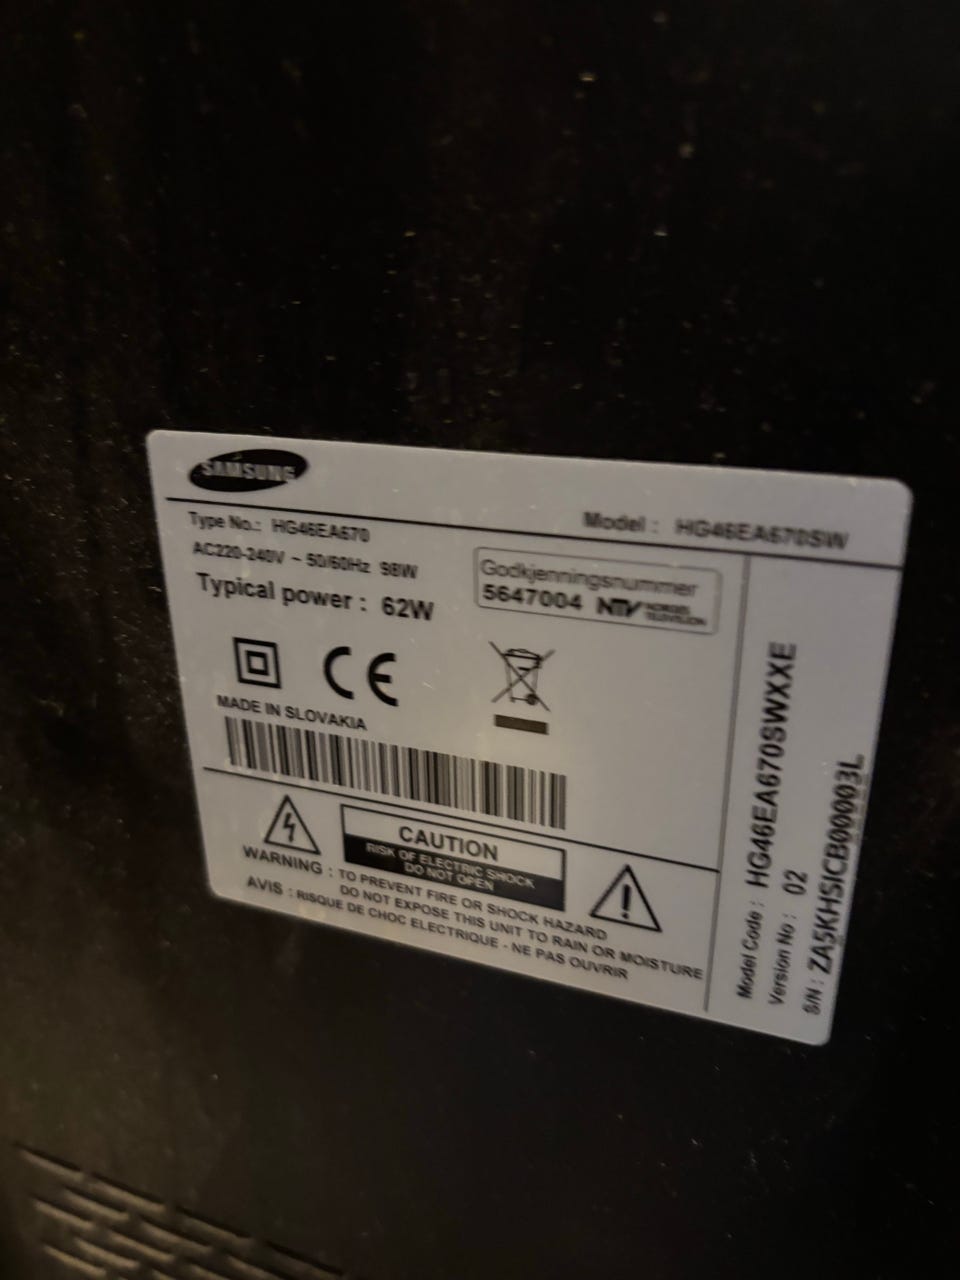 SAMSUNG
Type No.: HG46EA670
Model : HG46EA670SW
AC220-240V ~ 50/60Hz 98W
Typical power : 62W
Godkjenningsnummer
5647004 NTV NORGES
TELEVISION
CE
MADE IN SLOVAKIA
CAUTION
RISK OF ELECTRIC SHOCK
DO NOT OPEN
WARNING : TO PREVENT FIRE OR SHOCK HAZARD
DO NOT EXPOSE THIS UNIT TO RAIN OR MOISTURE
AVIS : RISQUE DE CHOC ELECTRIQUE - NE PAS OUVRIR
Model Code : HG46EA670SWXXE
Version No : 02
S/N : ZA5KHSICB00003L